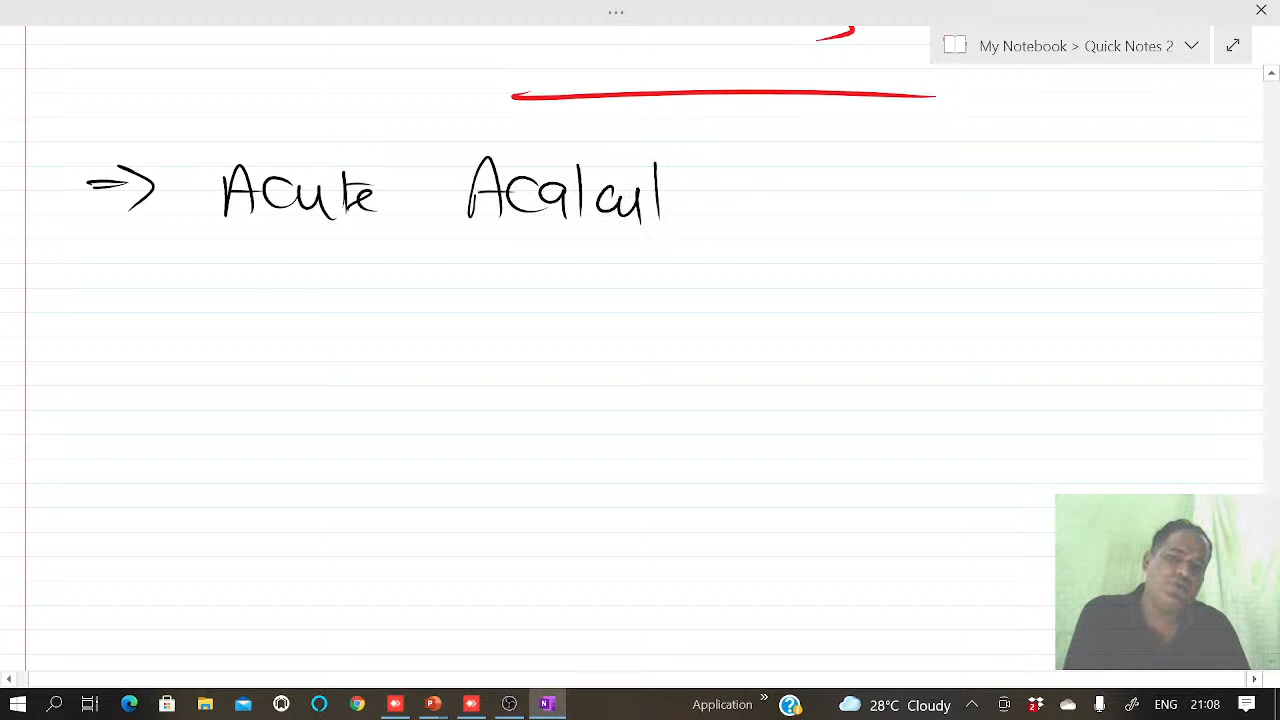 My Notebook > Quick Notes 2
=> Acute Acalcul
Application
28°C Cloudy
ENG
21:08